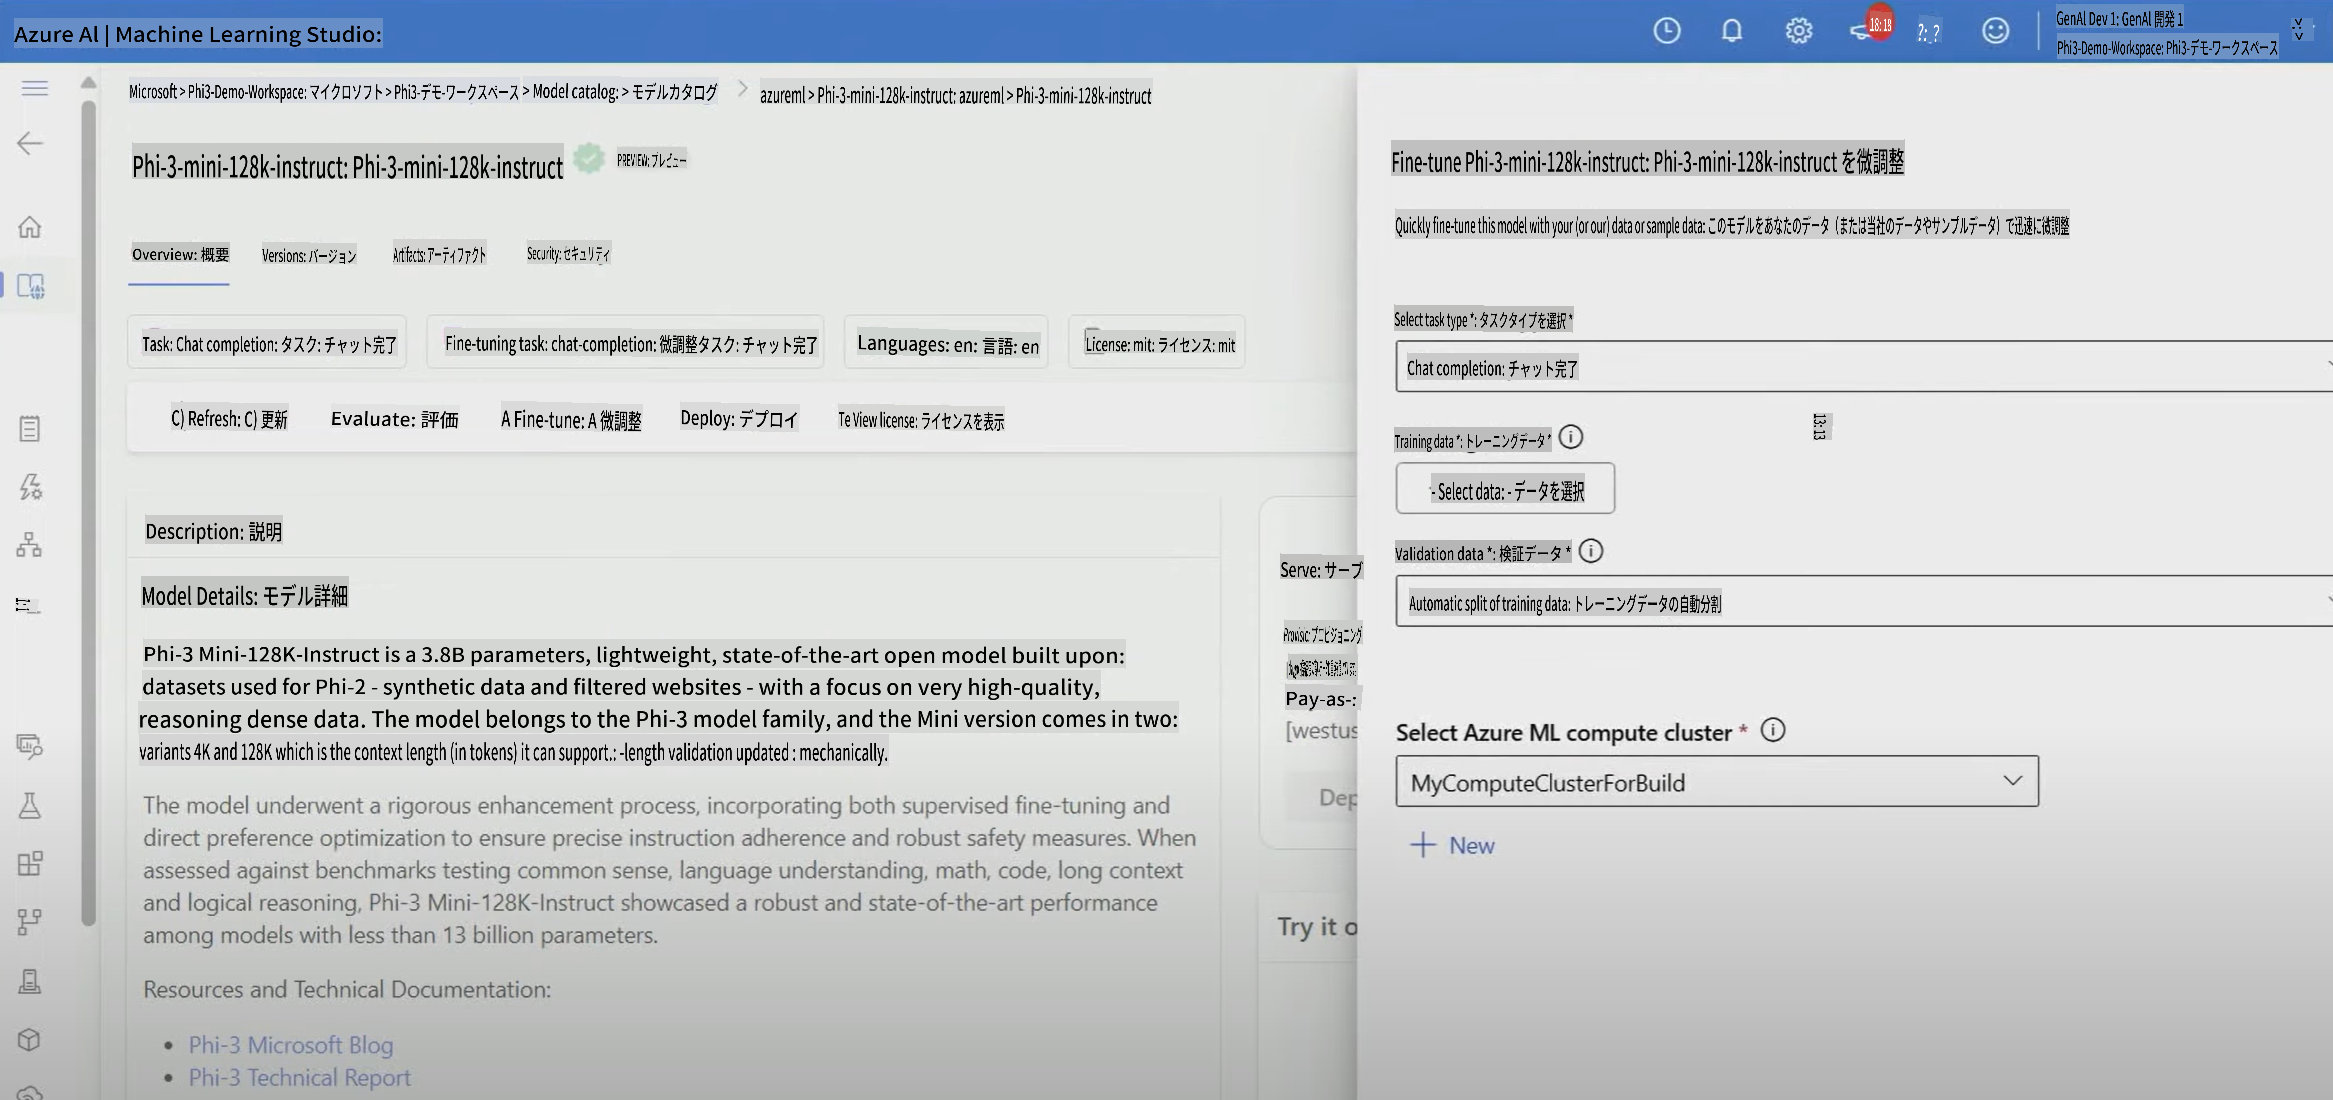 Azure Al | Machine Learning Studio:
18: 18
?: ?
GenAl Dev 1: GenAl 開発 1
Phi3-Demo-Workspace: Phi3-デモ-ワークスペース
Microsoft > Phi3-Demo-Workspace: マイクロソフト > Phi3-デモ-ワークスペース > Model catalog: > モデルカタログ
azureml > Phi-3-mini-128k-instruct: azureml > Phi-3-mini-128k-instruct
Phi-3-mini-128k-instruct: Phi-3-mini-128k-instruct
PREVIEW: プレビュー
Overview: 概要
Versions: バージョン
Artifacts: アーティファクト
Security: セキュリティ
Task: Chat completion: タスク: チャット完了
Fine-tuning task: chat-completion: 微調整タスク: チャット完了
Languages: en: 言語: en
License: mit: ライセンス: mit
C) Refresh: C) 更新
Evaluate: 評価
A Fine-tune: A 微調整
Deploy: デプロイ
Te View license: ライセンスを表示
Description: 説明
Model Details: モデル詳細
Phi-3 Mini-128K-Instruct is a 3.8B parameters, lightweight, state-of-the-art open model built upon:
datasets used for Phi-2 - synthetic data and filtered websites - with a focus on very high-quality,
reasoning dense data. The model belongs to the Phi-3 model family, and the Mini version comes in two:
variants 4K and 128K which is the context length (in tokens) it can support.: -length validation updated : mechanically.
The model underwent a rigorous enhancement process, incorporating both supervised fine-tuning and
direct preference optimization to ensure precise instruction adherence and robust safety measures. When
assessed against benchmarks testing common sense, language understanding, math, code, long context
and logical reasoning, Phi-3 Mini-128K-Instruct showcased a robust and state-of-the-art performance
among models with less than 13 billion parameters.
Resources and Technical Documentation:
• Phi-3 Microsoft Blog
• Phi-3 Technical Report
Serve: サーブ
Provisic: プロビジョニング
Pay-as-:
[westus
Dep
Try it o
Fine-tune Phi-3-mini-128k-instruct: Phi-3-mini-128k-instruct を微調整
Quickly fine-tune this model with your (or our) data or sample data: このモデルをあなたのデータ（または当社のデータやサンプルデータ）で迅速に微調整
Select task type *: タスクタイプを選択 *
Chat completion: チャット完了
13: 13
Training data *: トレーニングデータ *
- Select data: - データを選択
Validation data *: 検証データ *
Automatic split of training data: トレーニングデータの自動分割
Select Azure ML compute cluster *
MyComputeClusterForBuild
+ New